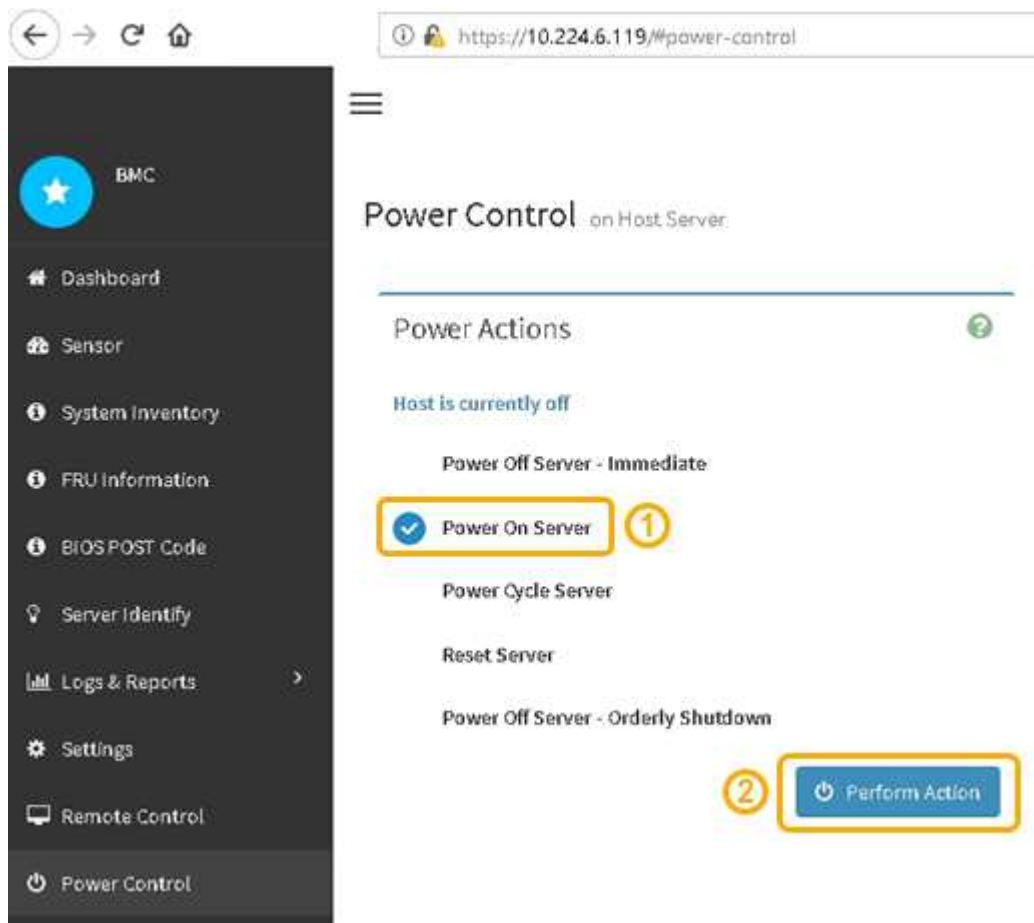 https://10.224.6.119/#power-control
BMC
Dashboard
Sensor
System Inventory
FRU Information
BIOS POST Code
Server Identify
Logs & Reports
Settings
Remote Control
Power Control
Power Control on Host Server
Power Actions
Host is currently off
Power Off Server - Immediate
Power On Server 1
Power Cycle Server
Reset Server
Power Off Server - Orderly Shutdown
2 Perform Action